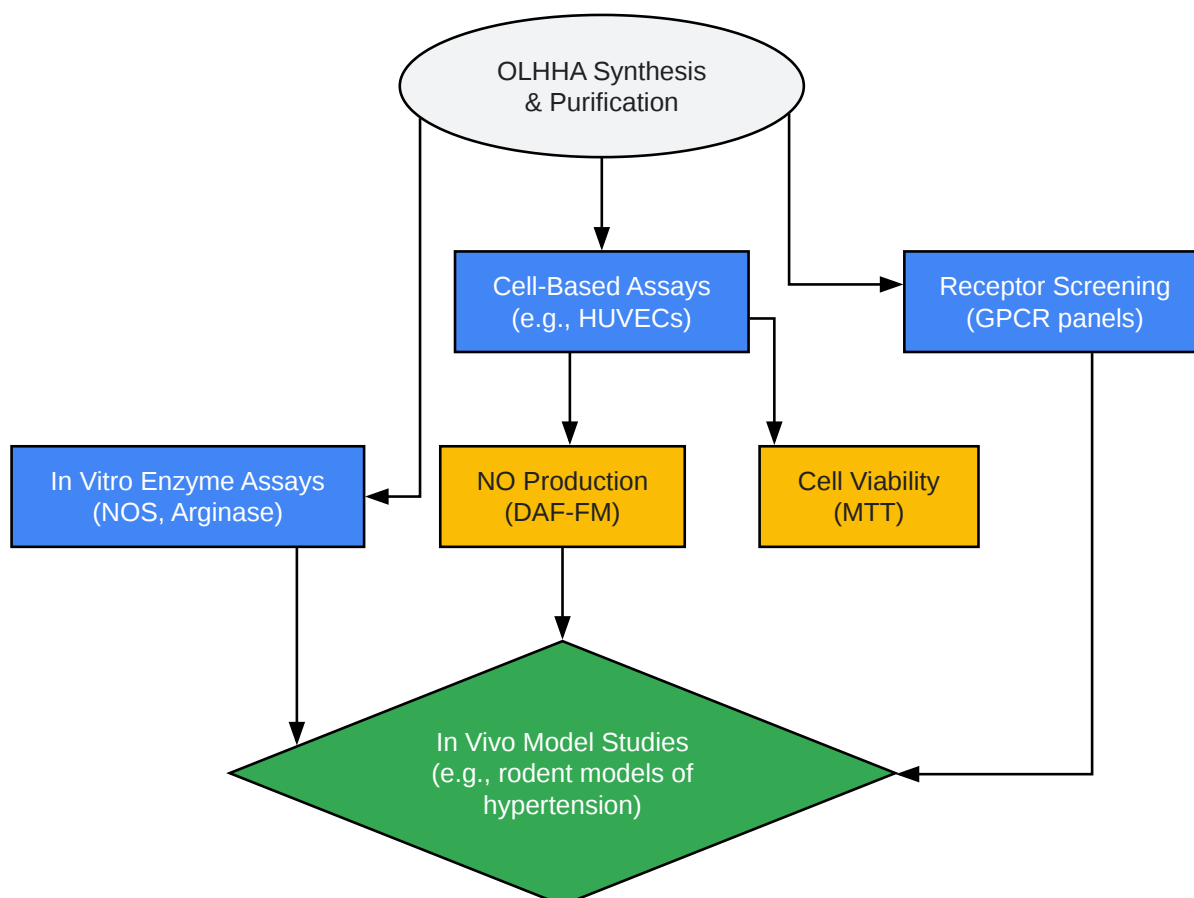 OLHHA Synthesis
& Purification
Cell-Based Assays
(e.g., HUVECs)
Receptor Screening
(GPCR panels)
In Vitro Enzyme Assays
(NOS, Arginase)
NO Production
(DAF-FM)
Cell Viability
(MTT)
In Vivo Model Studies
(e.g., rodent models of
hypertension)